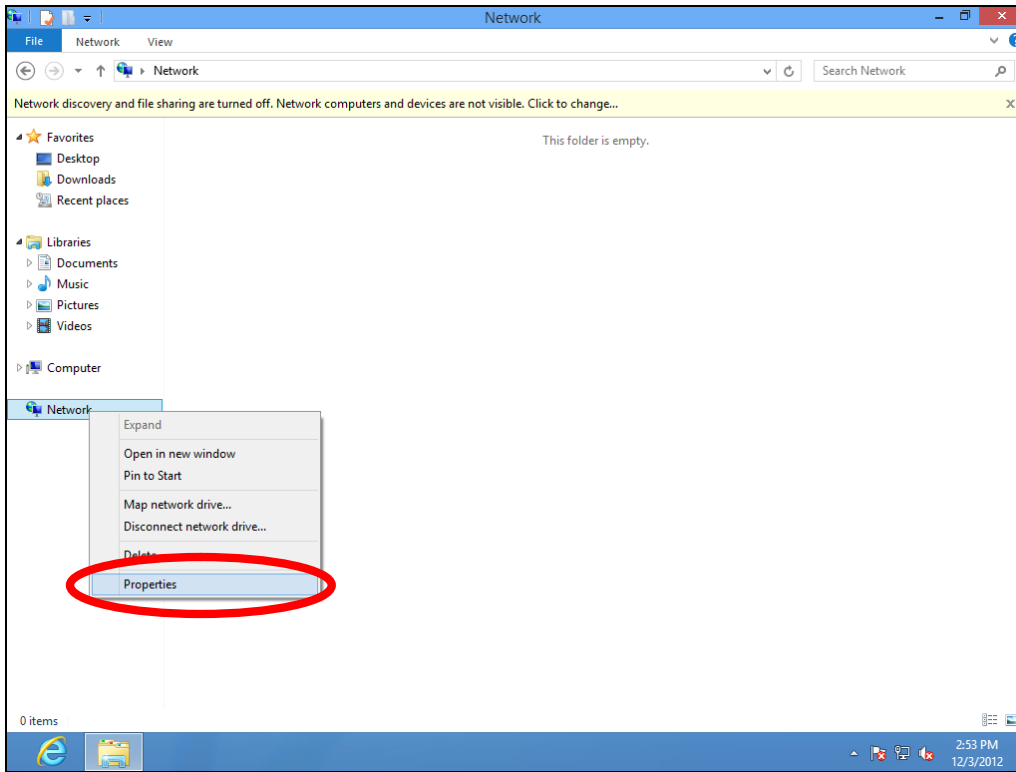 Network
File Network View
Network
Search Network
Network discovery and file sharing are turned off. Network computers and devices are not visible. Click to change...
Favorites
This folder is empty.
Desktop
Downloads
Recent places
Libraries
Documents
Music
Pictures
Videos
Computer
Network
Expand
Open in new window
Pin to Start
Map network drive...
Disconnect network drive...
Delete
Properties
0 items
2:53 PM
12/3/2012